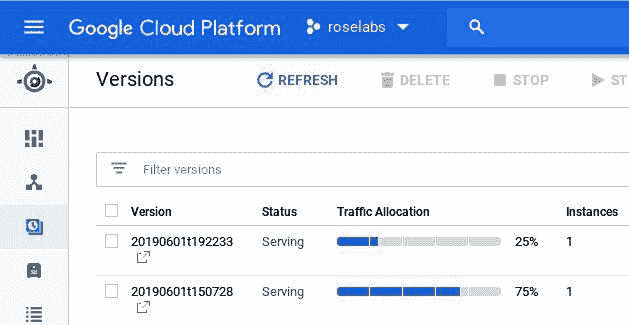 Google Cloud Platform roselabs
Versions REFRESH DELETE STOP ST
Filter versions
Version Status Traffic Allocation Instances
20190601t192233 Serving 25% 1
20190601t150728 Serving 75% 1